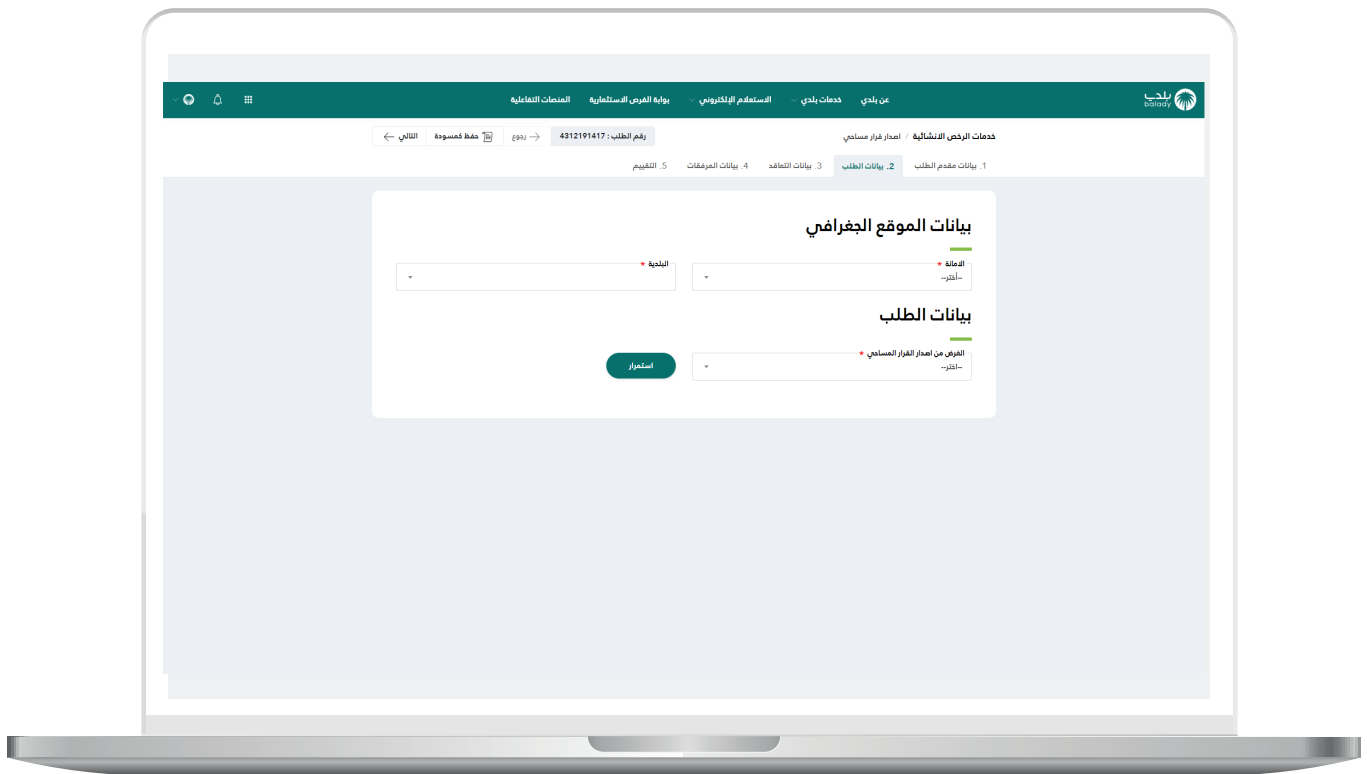 بلدي
balady
عن بلدي خدمات بلدي الاستعلام الإلكتروني بوابة الفرص الاستثمارية المنصات التفاعلية
خدمات الرخص الانشائية / اصدار قرار مساحي
رقم الطلب : 4312191417 رجوع حفظ كمسودة التالي
1. بيانات مقدم الطلب 2. بيانات الطلب 3. بيانات التعاقد 4. بيانات المرفقات 5. التقييم
بيانات الموقع الجغرافي
الامانة * البلدية *
--أختر--
بيانات الطلب
الغرض من اصدار القرار المساحي *
--اختر-- استمرار